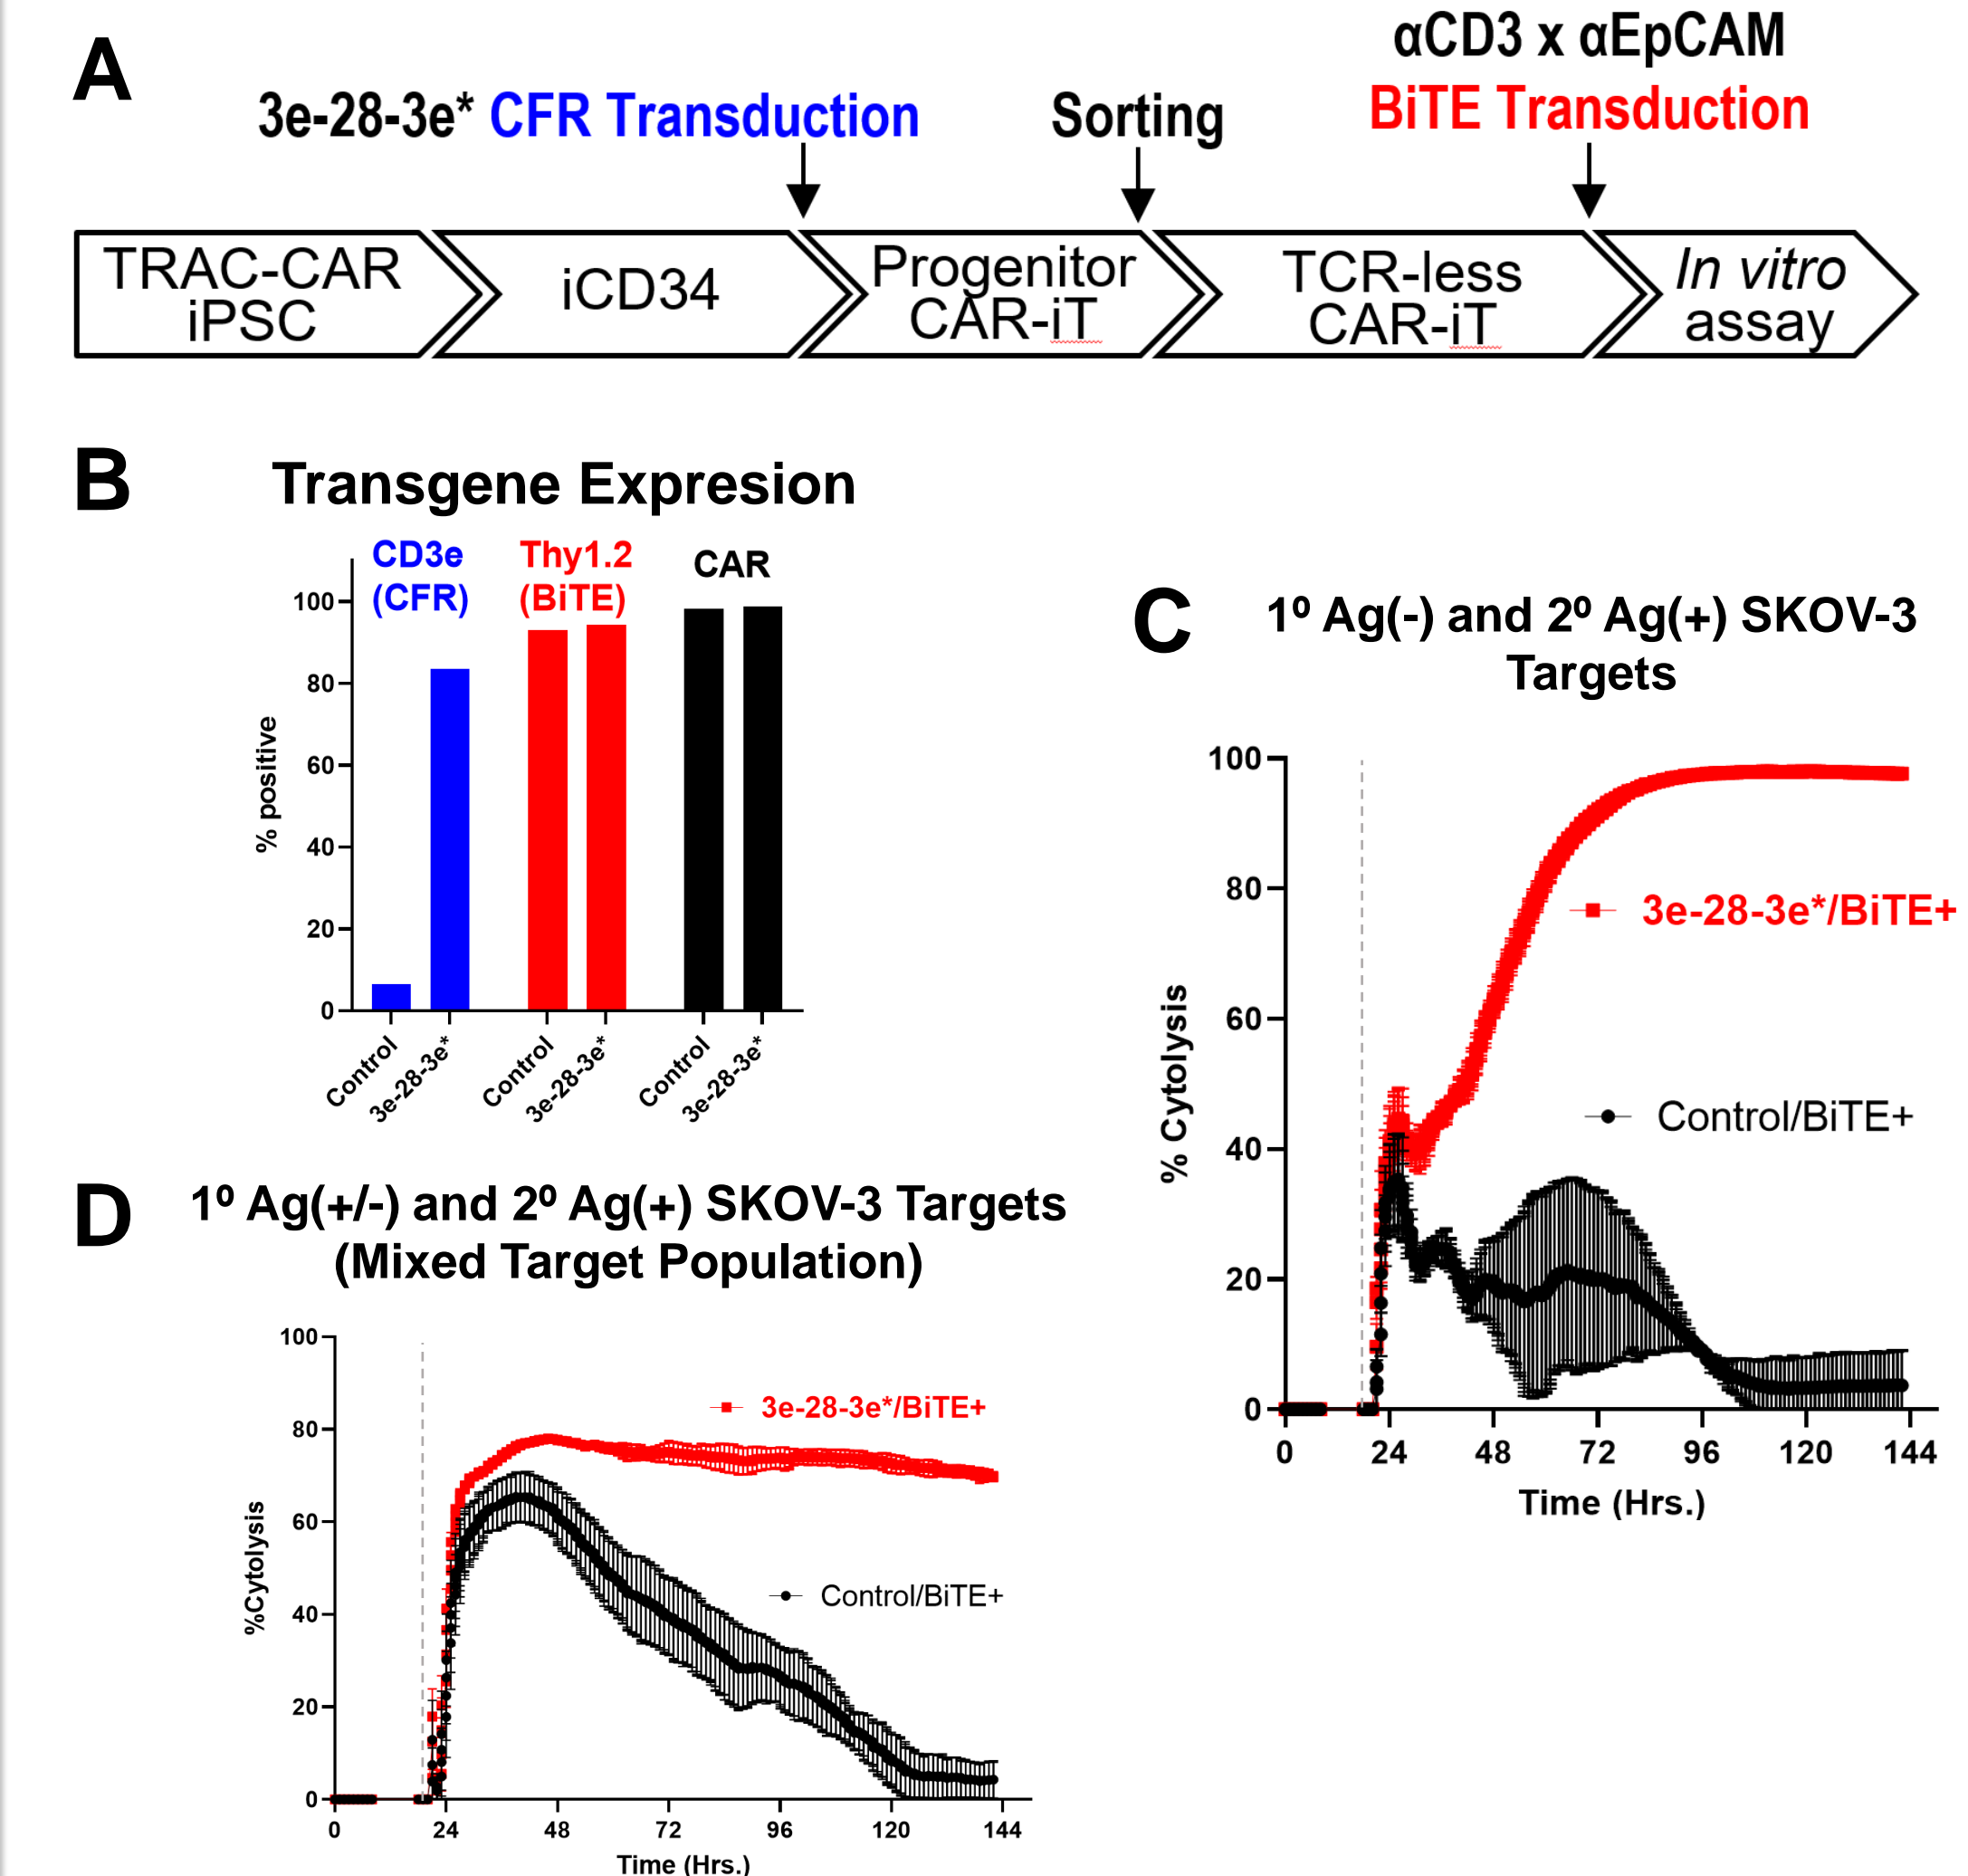 A
αCD3 x αEpCAM
3e-28-3e* CFR Transduction
Sorting
BiTE Transduction
TRAC-CAR
iPSC
iCD34
Progenitor
CAR-iT
TCR-less
CAR-iT
In vitro
assay
B
Transgene Expresion
CD3e
(CFR)
Thy1.2
(BiTE)
CAR
% positive
100
80
60
40
20
0
Control
3e-28-3e*
Control
3e-28-3e*
Control
3e-28-3e*
C
1º Ag(-) and 2º Ag(+) SKOV-3
Targets
% Cytolysis
100
80
60
40
20
0
3e-28-3e*/BiTE+
Control/BiTE+
0 24 48 72 96 120 144
Time (Hrs.)
D
1º Ag(+/-) and 2º Ag(+) SKOV-3 Targets
(Mixed Target Population)
%Cytolysis
100
80
60
40
20
0
3e-28-3e*/BiTE+
Control/BiTE+
0 24 48 72 96 120 144
Time (Hrs.)